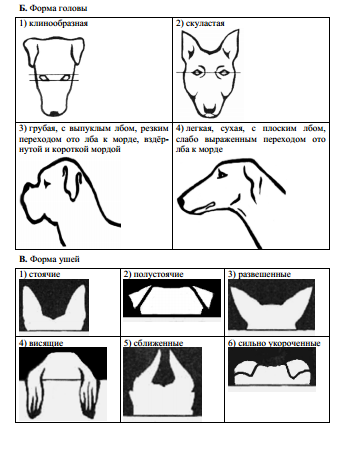 Б. Форма головы
1) клинообразная
2) скуластая
3) грубая, с выпуклым лбом, резким
переходом ото лба к морде, вздёр-
нутой и короткой мордой
4) легкая, сухая, с плоским лбом,
слабо выраженным переходом ото
лба к морде
В. Форма ушей
1) стоячие
2) полустоячие
3) развешенные
4) висящие
5) сближенные
6) сильно укороченные